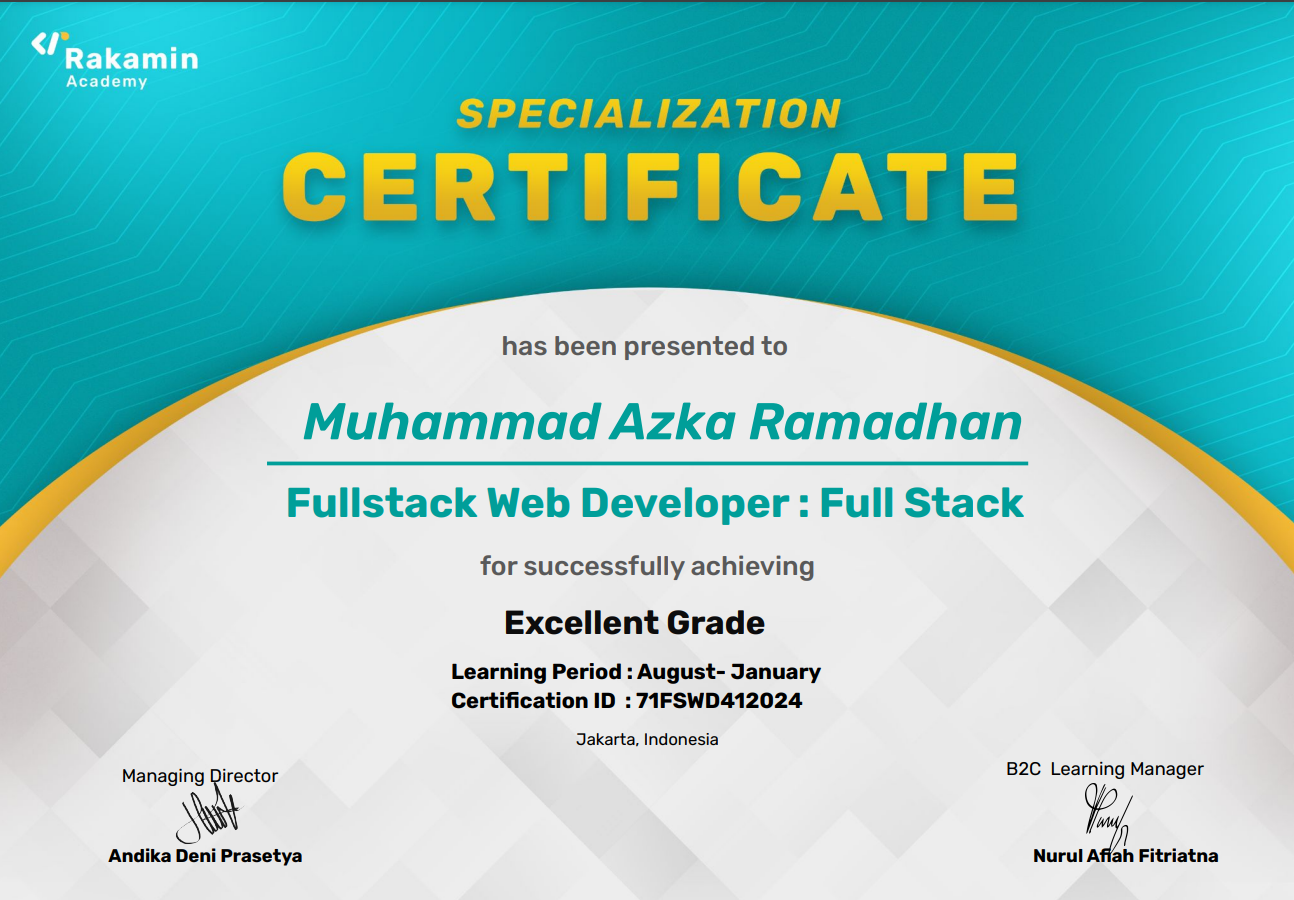 Rakamin
Academy
SPECIALIZATION
CERTIFICATE
has been presented to
Muhammad Azka Ramadhan
Fullstack Web Developer : Full Stack
for successfully achieving
Excellent Grade
Learning Period : August- January
Certification ID : 71FSWD412024
Jakarta, Indonesia
Managing Director
Andika Deni Prasetya
B2C Learning Manager
Nurul Afiah Fitriatna